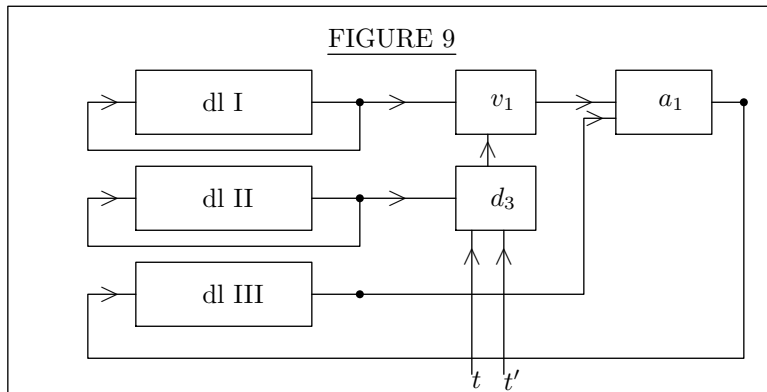 FIGURE 9
dl I
v₁
a₁
dl II
d₃
dl III
t t′